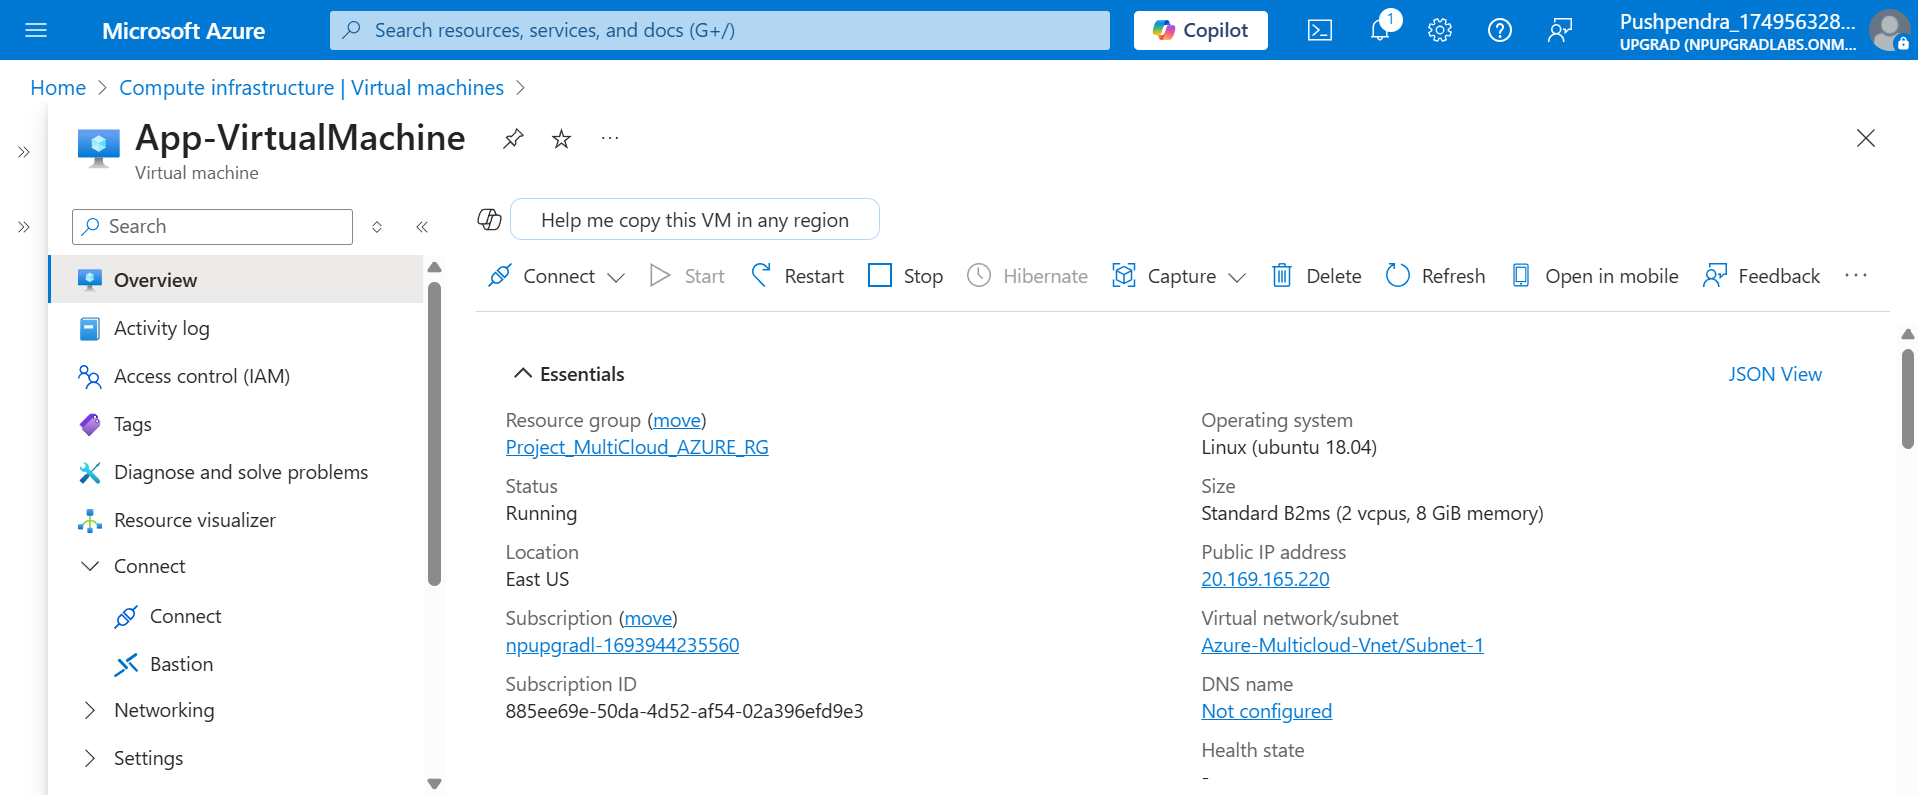 Microsoft Azure
Search resources, services, and docs (G+/)
Copilot
1
Pushpendra_174956328...
UPGRAD (NPUPGRADLABS.ONM...
Home > Compute infrastructure | Virtual machines >
App-VirtualMachine
Virtual machine
Search
Overview
Activity log
Access control (IAM)
Tags
Diagnose and solve problems
Resource visualizer
Connect
Connect
Bastion
Networking
Settings
Help me copy this VM in any region
Connect
Start
Restart
Stop
Hibernate
Capture
Delete
Refresh
Open in mobile
Feedback
Essentials
JSON View
Resource group (move)
Project_MultiCloud_AZURE_RG
Status
Running
Location
East US
Subscription (move)
npupgradl-1693944235560
Subscription ID
885ee69e-50da-4d52-af54-02a396efd9e3
Operating system
Linux (ubuntu 18.04)
Size
Standard B2ms (2 vcpus, 8 GiB memory)
Public IP address
20.169.165.220
Virtual network/subnet
Azure-Multicloud-Vnet/Subnet-1
DNS name
Not configured
Health state
-